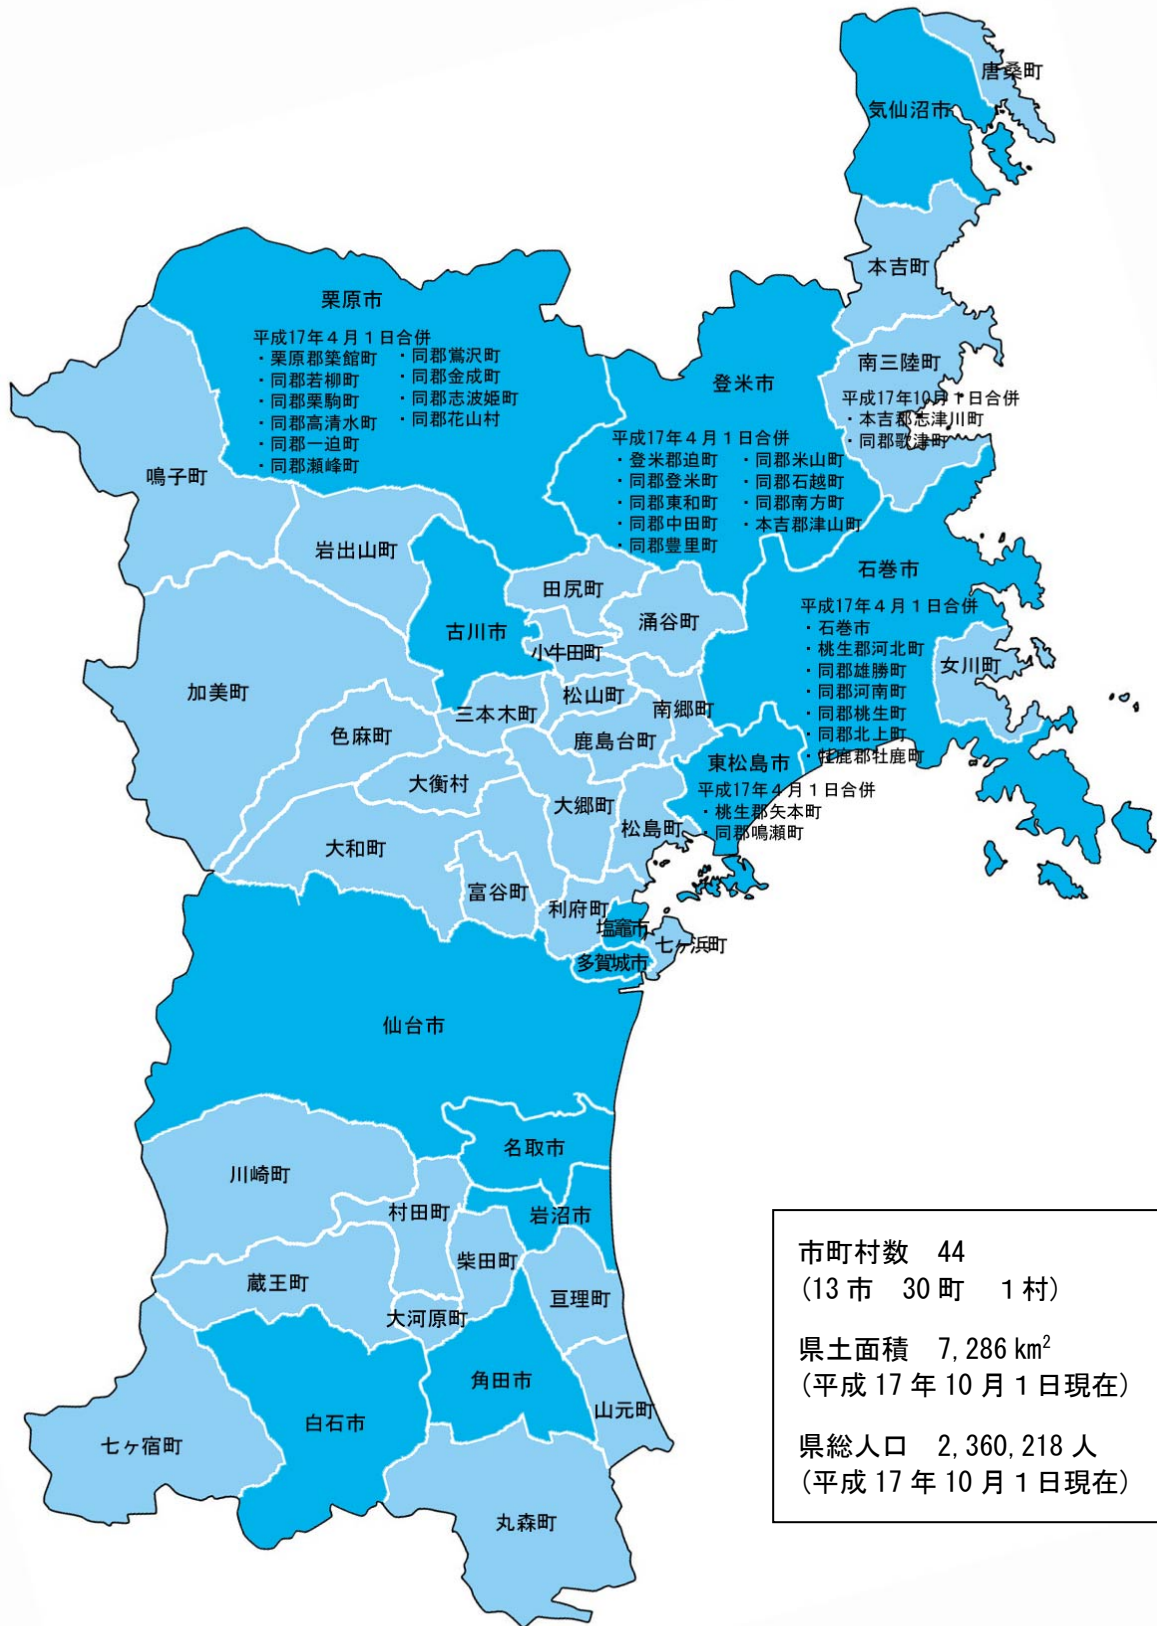 唐桑町
気仙沼市
本吉町
栗原市
平成17年4月1日合併
・栗原郡築館町 ・同郡鴬沢町
・同郡若柳町 ・同郡金成町
・同郡栗駒町 ・同郡志波姫町
・同郡高清水町 ・同郡花山村
・同郡一迫町
・同郡瀬峰町
南三陸町
平成17年10月1日合併
・本吉郡志津川町
・同郡歌津町
登米市
平成17年4月1日合併
・登米郡迫町 ・同郡米山町
・同郡登米町 ・同郡石越町
・同郡東和町 ・同郡南方町
・同郡中田町 ・本吉郡津山町
・同郡豊里町
鳴子町
岩出山町
石巻市
平成17年4月1日合併
・石巻市
・桃生郡河北町
・同郡雄勝町
・同郡河南町
・同郡桃生町
・同郡北上町
・牡鹿郡牡鹿町
田尻町
涌谷町
古川市
小牛田町
女川町
加美町
松山町
南郷町
三本木町
色麻町
鹿島台町
東松島市
平成17年4月1日合併
・桃生郡矢本町
・同郡鳴瀬町
大衡村
大郷町
松島町
大和町
富谷町
利府町
塩竈市
七ヶ浜町
多賀城市
仙台市
名取市
川崎町
村田町
岩沼市
柴田町
蔵王町
亘理町
大河原町
角田市
白石市
山元町
七ヶ宿町
丸森町
市町村数 44
(13市 30町 1村)
県土面積 7,286km²
(平成17年10月1日現在)
県総人口 2,360,218人
(平成17年10月1日現在)